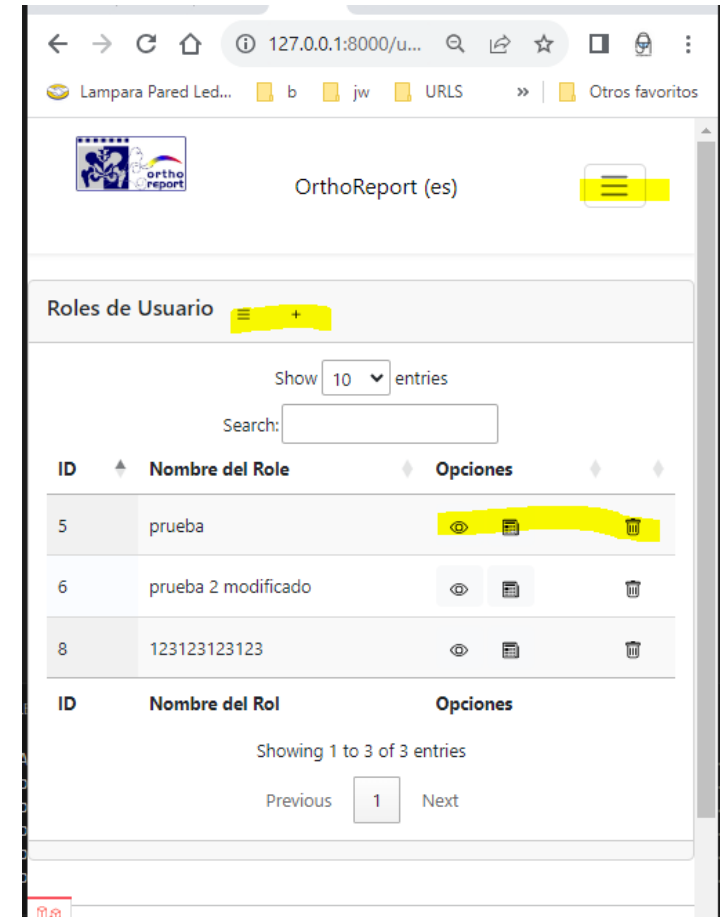 127.0.0.1:8000/u...
Lampara Pared Led... b jw URLS » Otros favoritos
ortho
report
OrthoReport (es)
Roles de Usuario
Show 10 entries
Search:
ID Nombre del Role Opciones
5 prueba
6 prueba 2 modificado
8 123123123123
ID Nombre del Rol Opciones
Showing 1 to 3 of 3 entries
Previous 1 Next